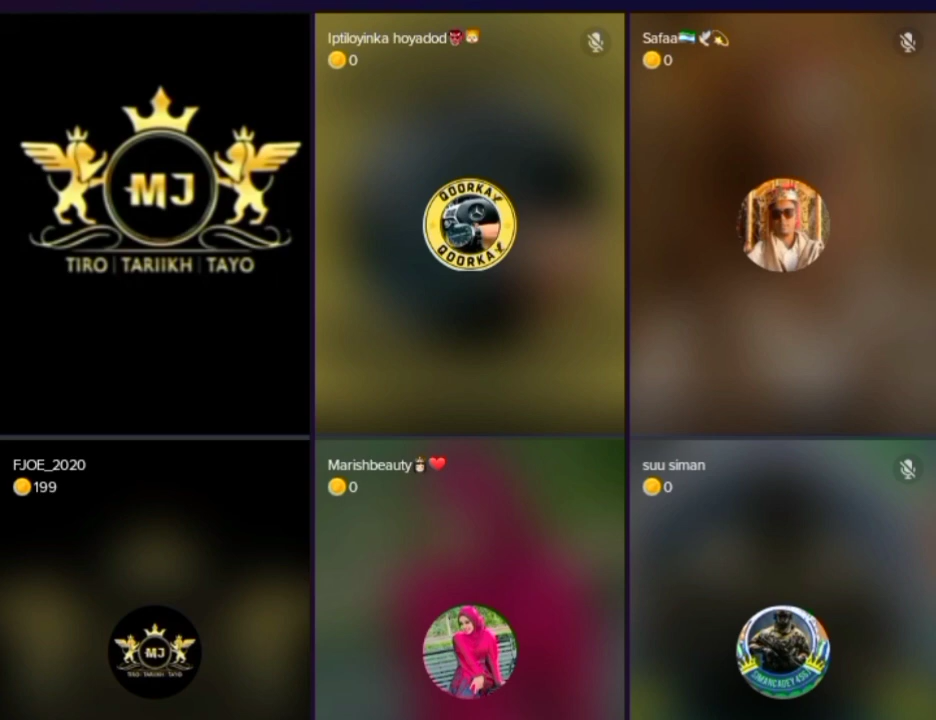 MJ
TIRO | TARIIKH | TAYO
Iptiloyinka hoyadod👹👸
0
QOORKAY
QOORKAY
Safaa🇸🇱🕊💫
0
FJOE_2020
199
MJ
TIRO | TARIIKH | TAYO
Marishbeauty👸🏻❤️
0
suu siman
0